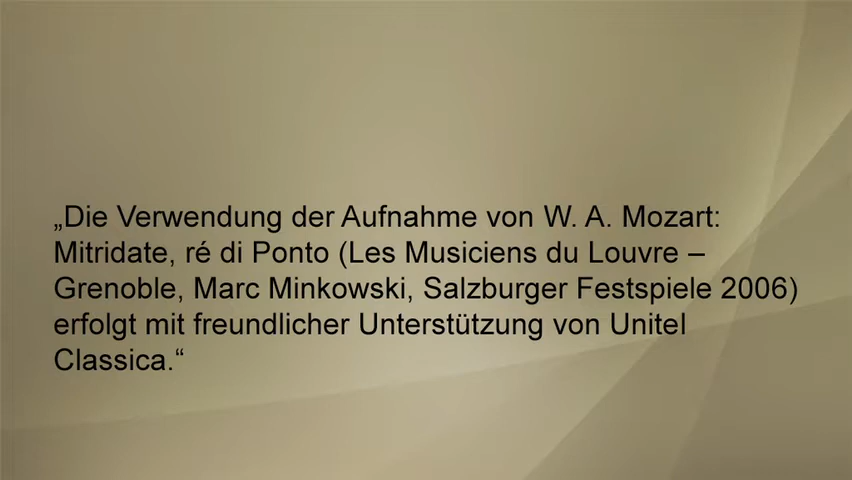 „Die Verwendung der Aufnahme von W. A. Mozart:
Mitridate, ré di Ponto (Les Musiciens du Louvre –
Grenoble, Marc Minkowski, Salzburger Festspiele 2006)
erfolgt mit freundlicher Unterstützung von Unitel
Classica.“